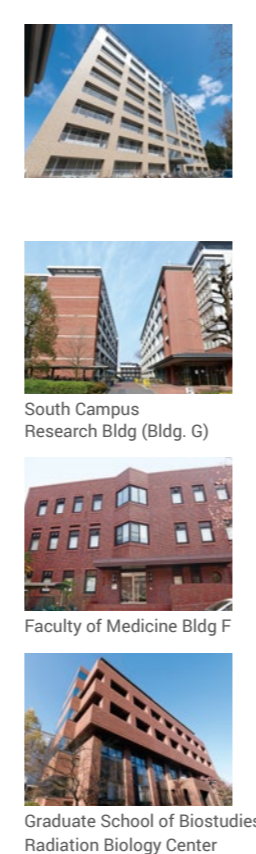 South Campus
Research Bldg (Bldg. G)
Faculty of Medicine Bldg F
Graduate School of Biostudies
Radiation Biology Center